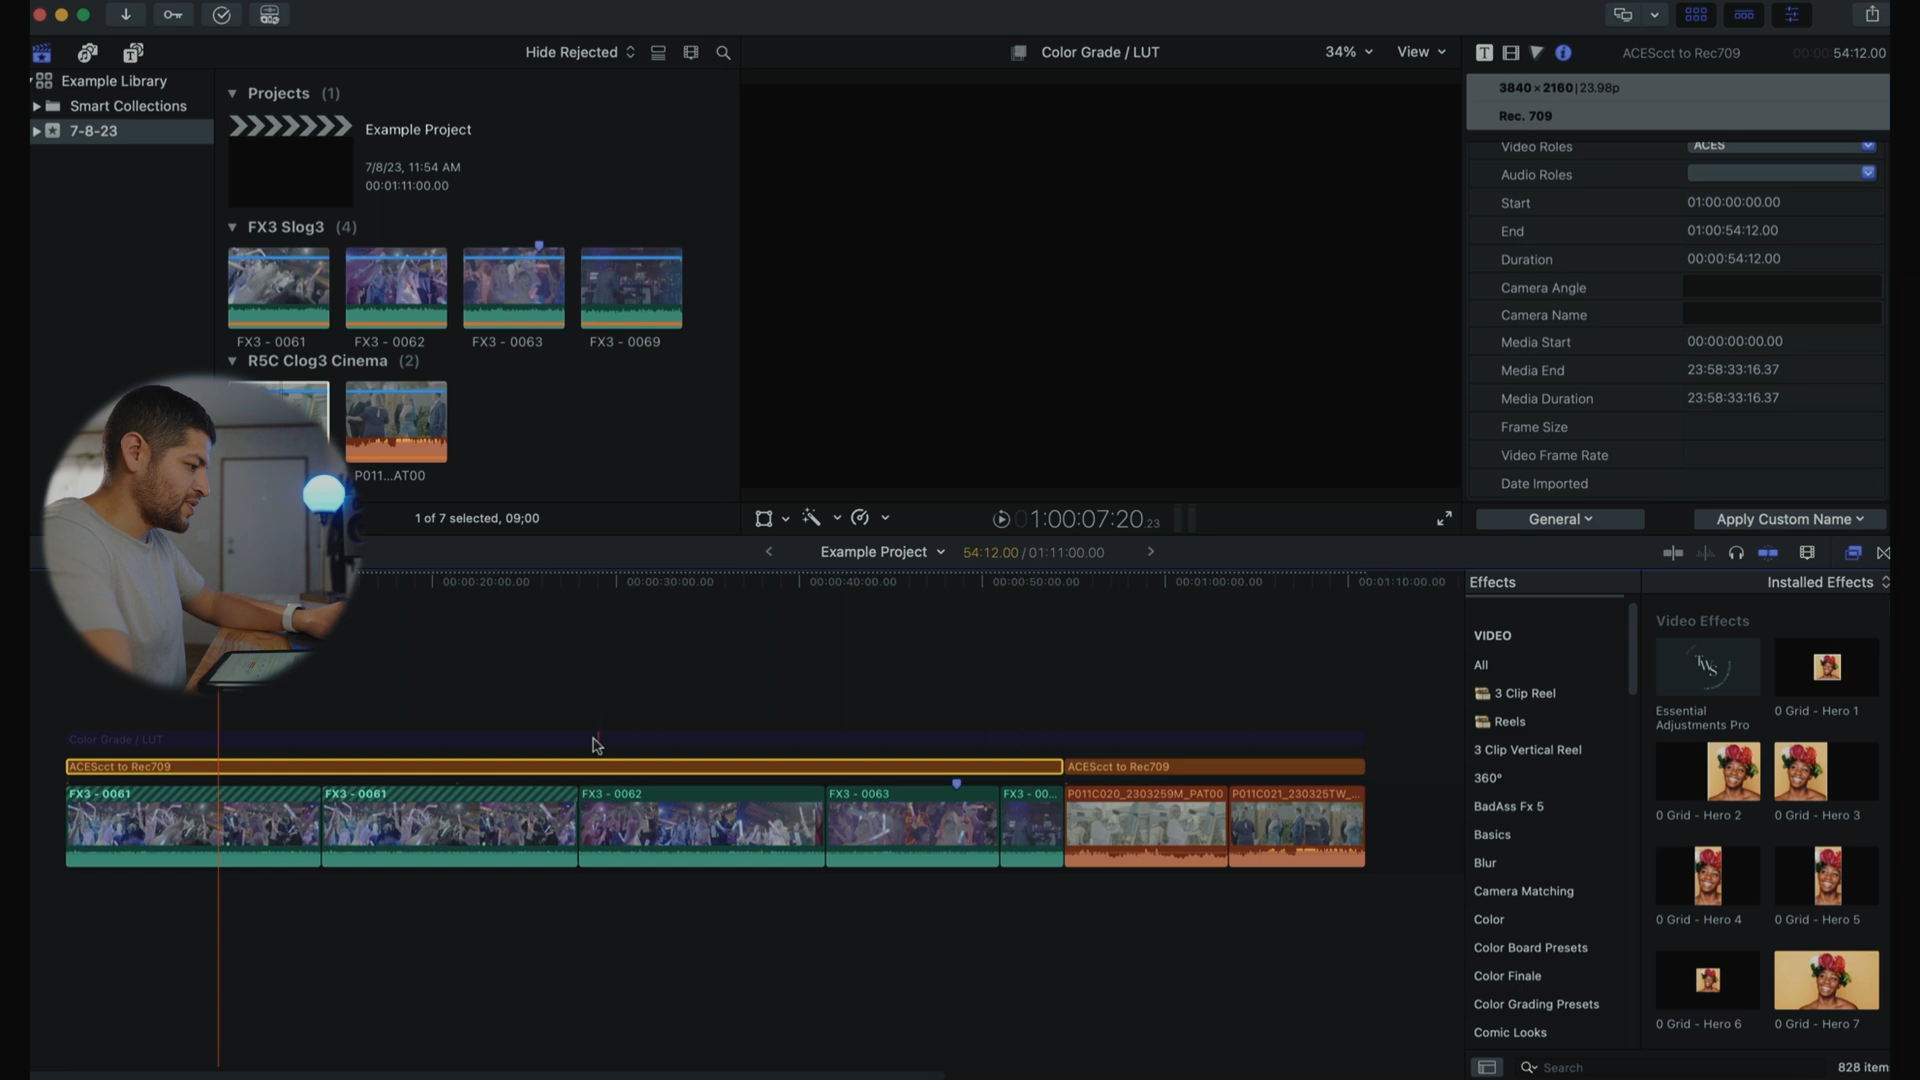 Hide Rejected
Color Grade / LUT
34%
View
ACEScct to Rec709
00:00:54:12.00
Example Library
Smart Collections
7-8-23
Projects (1)
Example Project
7/8/23, 11:54 AM
00:01:11:00.00
FX3 Slog3 (4)
FX3 - 0061
FX3 - 0062
FX3 - 0063
FX3 - 0069
R5C Clog3 Cinema (2)
P011...AT00
1 of 7 selected, 09;00
01:00:07:20.23
3840 × 2160 | 23.98p
Rec. 709
Video Roles
ACES
Audio Roles
Start
01:00:00:00.00
End
01:00:54:12.00
Duration
00:00:54:12.00
Camera Angle
Camera Name
Media Start
00:00:00:00.00
Media End
23:58:33:16.37
Media Duration
23:58:33:16.37
Frame Size
Video Frame Rate
Date Imported
General
Apply Custom Name
Example Project
54:12.00 / 01:11:00.00
00:00:20:00.00
00:00:30:00.00
00:00:40:00.00
00:00:50:00.00
00:01:00:00.00
00:01:10:00.00
Color Grade / LUT
ACEScct to Rec709
ACEScct to Rec709
FX3 - 0061
FX3 - 0061
FX3 - 0062
FX3 - 0063
FX3 - 00...
P011C020_2303259M_PAT00
P011C021_230325TW_...
Effects
Installed Effects
VIDEO
All
3 Clip Reel
Reels
3 Clip Vertical Reel
360°
BadAss Fx 5
Basics
Blur
Camera Matching
Color
Color Board Presets
Color Finale
Color Grading Presets
Comic Looks
Video Effects
TWS
Essential
Adjustments Pro
0 Grid - Hero 1
0 Grid - Hero 2
0 Grid - Hero 3
0 Grid - Hero 4
0 Grid - Hero 5
0 Grid - Hero 6
0 Grid - Hero 7
Search
828 item